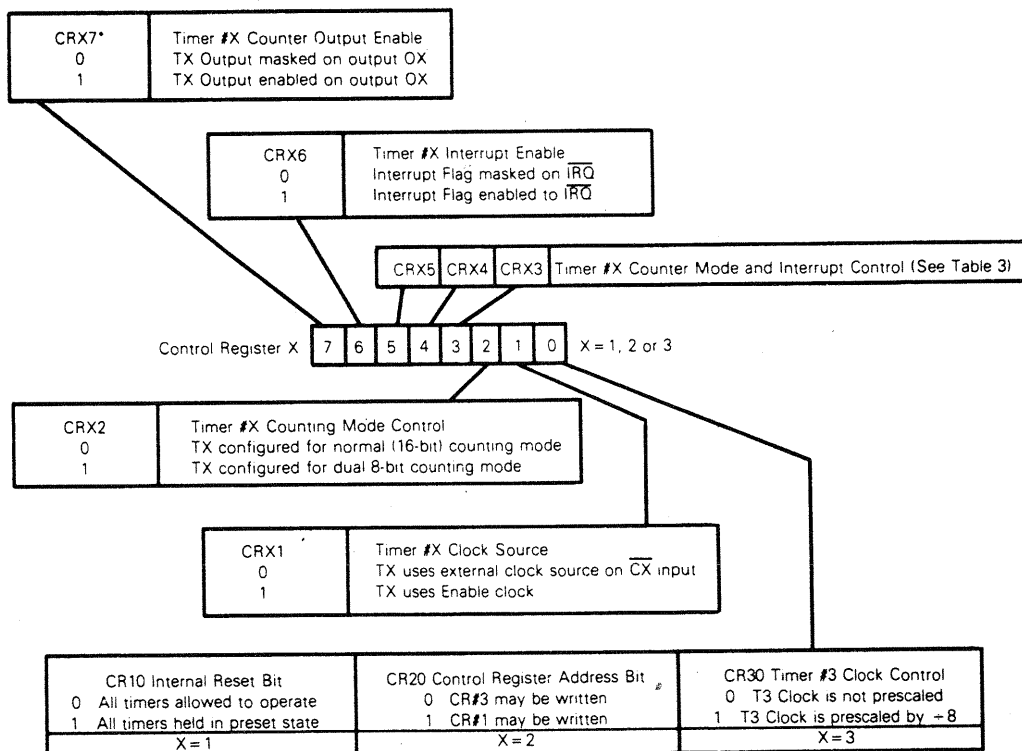 CRX7* Timer #X Counter Output Enable
0 TX Output masked on output OX
1 TX Output enabled on output OX
CRX6 Timer #X Interrupt Enable
0 Interrupt Flag masked on I̅R̅Q̅
1 Interrupt Flag enabled to I̅R̅Q̅
CRX5 CRX4 CRX3 Timer #X Counter Mode and Interrupt Control (See Table 3)
Control Register X 7 6 5 4 3 2 1 0 X = 1, 2 or 3
CRX2 Timer #X Counting Mode Control
0 TX configured for normal (16-bit) counting mode
1 TX configured for dual 8-bit counting mode
CRX1 Timer #X Clock Source
0 TX uses external clock source on C̅X̅ input
1 TX uses Enable clock
CR10 Internal Reset Bit
0 All timers allowed to operate
1 All timers held in preset state
X = 1
CR20 Control Register Address Bit
0 CR#3 may be written
1 CR#1 may be written
X = 2
CR30 Timer #3 Clock Control
0 T3 Clock is not prescaled
1 T3 Clock is prescaled by ÷8
X = 3